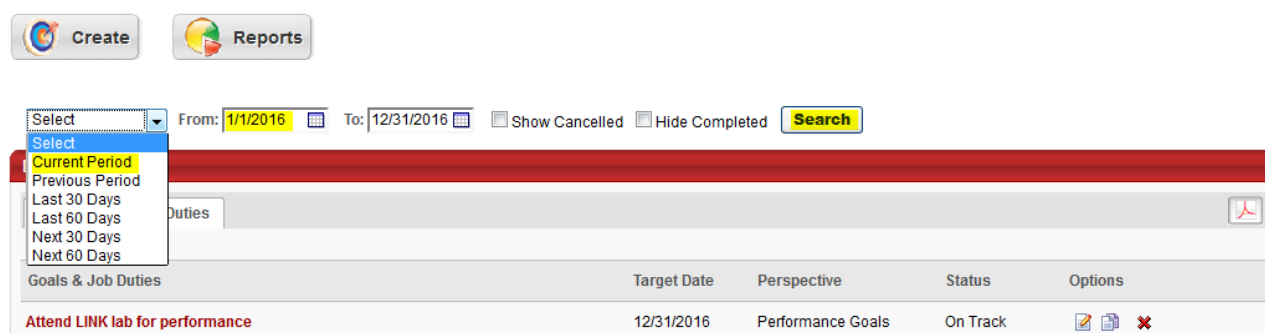 Create Reports
Select From: 1/1/2016 To: 12/31/2016 Show Cancelled Hide Completed Search
Select
Current Period
Previous Period
Last 30 Days
Last 60 Days
Next 30 Days
Next 60 Days
Duties
Goals & Job Duties Target Date Perspective Status Options
Attend LINK lab for performance 12/31/2016 Performance Goals On Track